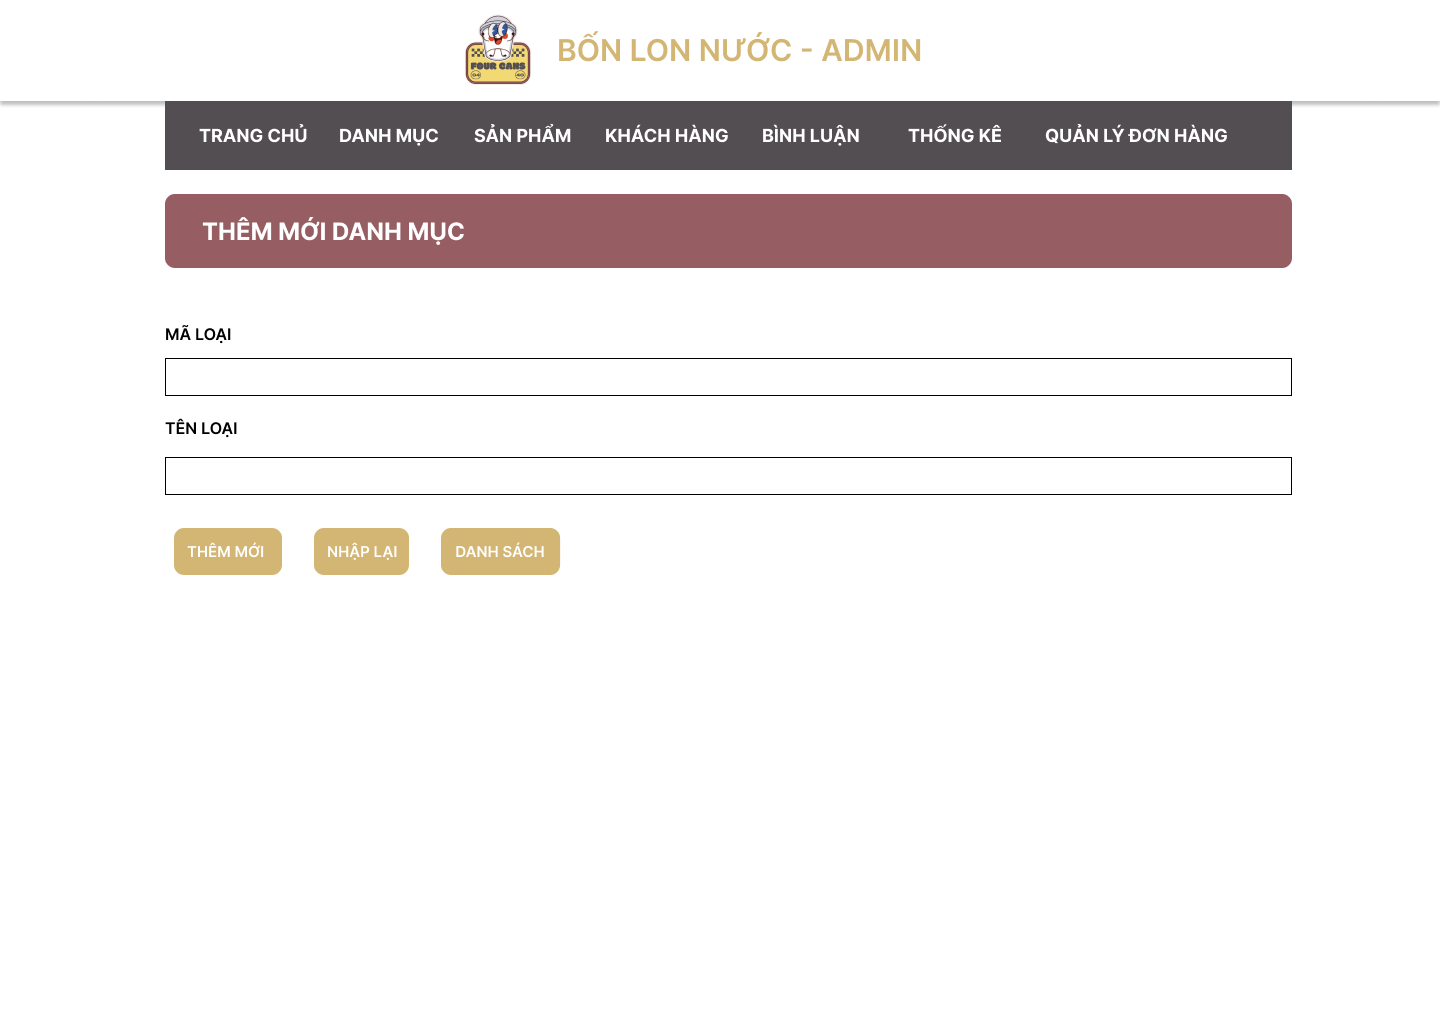 FOUR CANS
BỐN LON NƯỚC - ADMIN
TRANG CHỦ DANH MỤC SẢN PHẨM KHÁCH HÀNG BÌNH LUẬN THỐNG KÊ QUẢN LÝ ĐƠN HÀNG
THÊM MỚI DANH MỤC
MÃ LOẠI
TÊN LOẠI
THÊM MỚI NHẬP LẠI DANH SÁCH